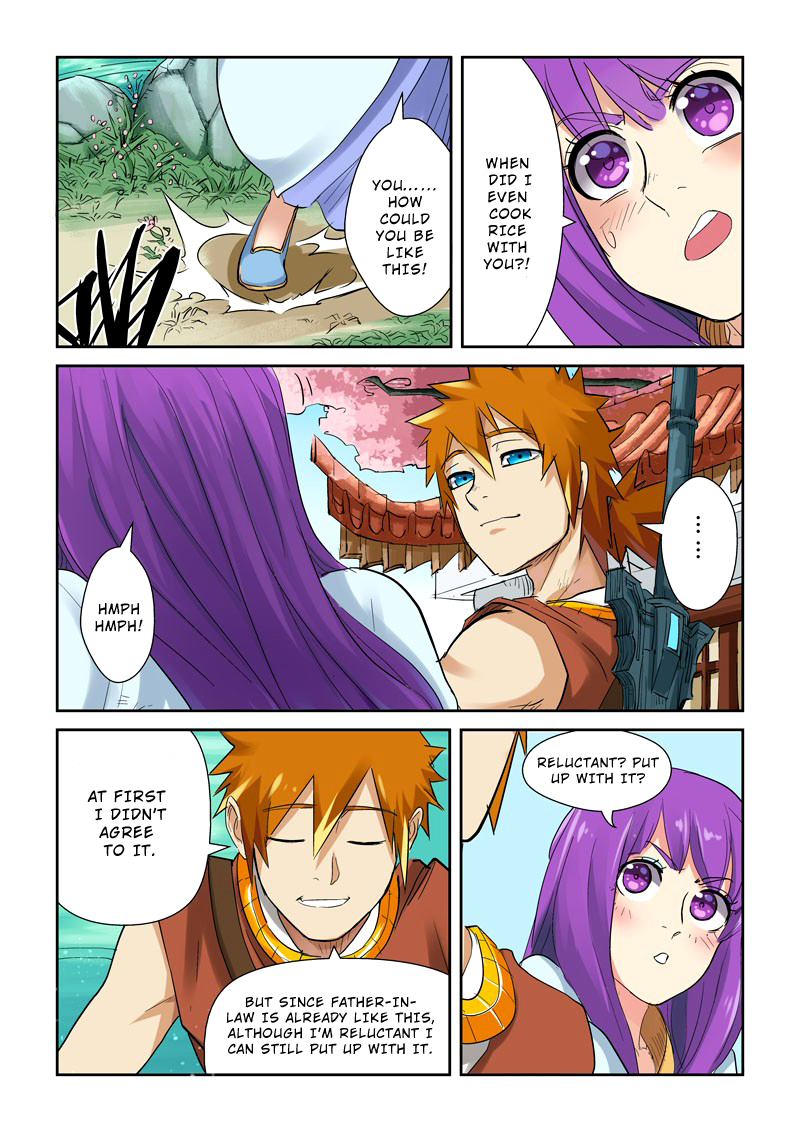 YOU......
HOW
COULD
YOU BE
LIKE
THIS!
WHEN
DID I
EVEN
COOK
RICE
WITH
YOU?!
HMPH
HMPH!
......
AT FIRST
I DIDN'T
AGREE
TO IT.
BUT SINCE FATHER-IN-
LAW IS ALREADY LIKE THIS,
ALTHOUGH I'M RELUCTANT I
CAN STILL PUT UP WITH IT.
RELUCTANT? PUT
UP WITH IT?